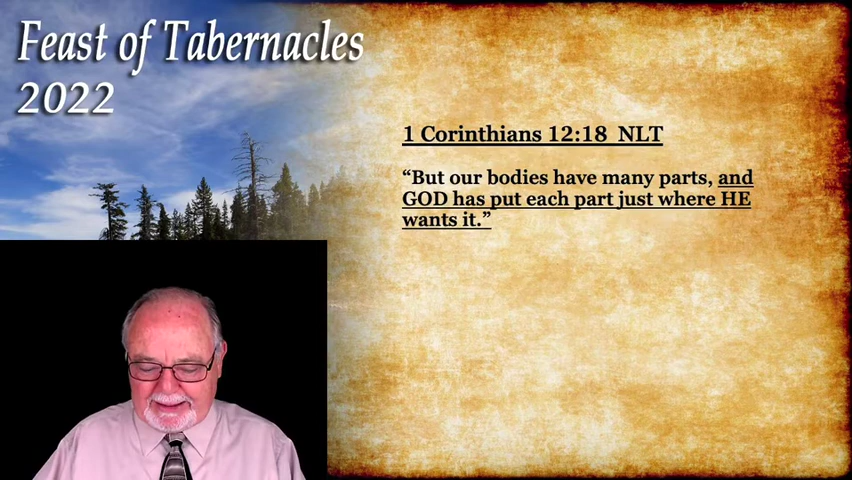 Feast of Tabernacles
2022
1 Corinthians 12:18 NLT
“But our bodies have many parts, and
GOD has put each part just where HE
wants it.”